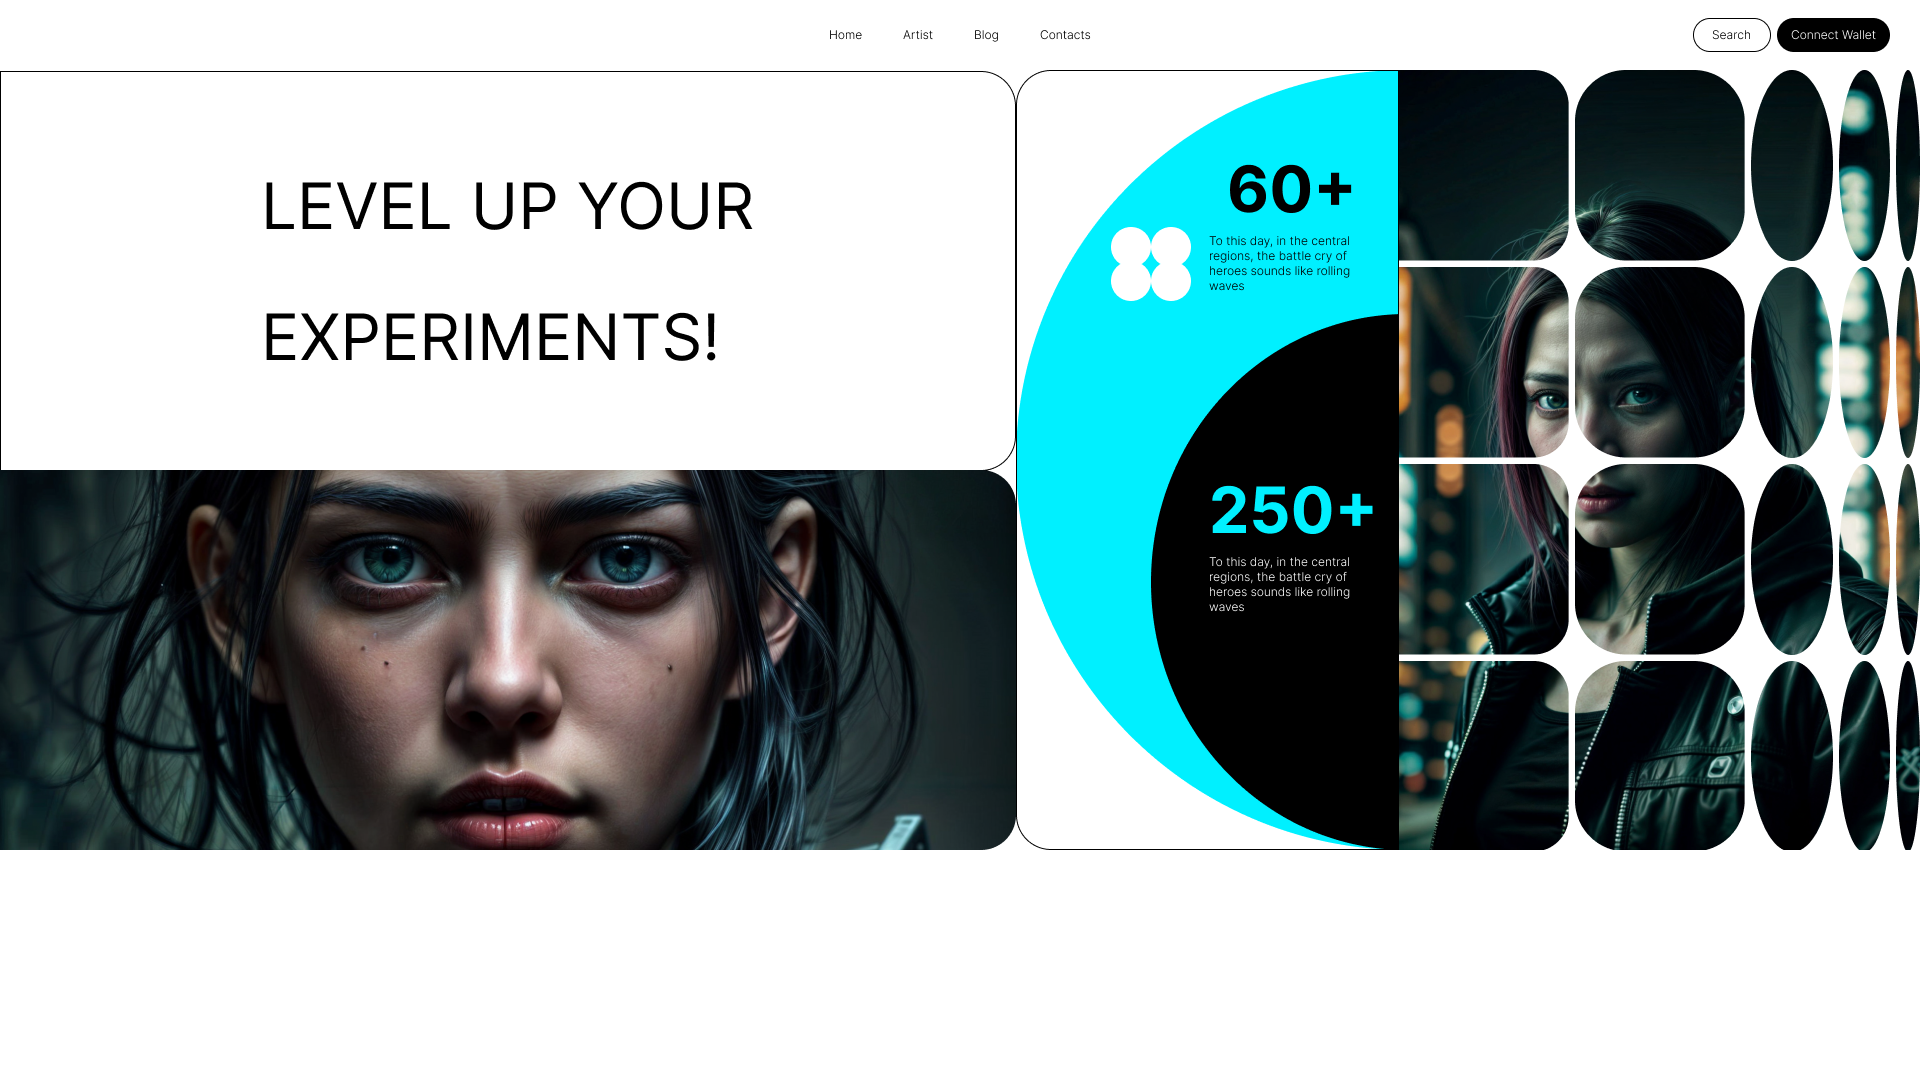 Home
Artist
Blog
Contacts
Search
Connect Wallet
LEVEL UP YOUR
EXPERIMENTS!
60+
To this day, in the central
regions, the battle cry of
heroes sounds like rolling
waves
250+
To this day, in the central
regions, the battle cry of
heroes sounds like rolling
waves